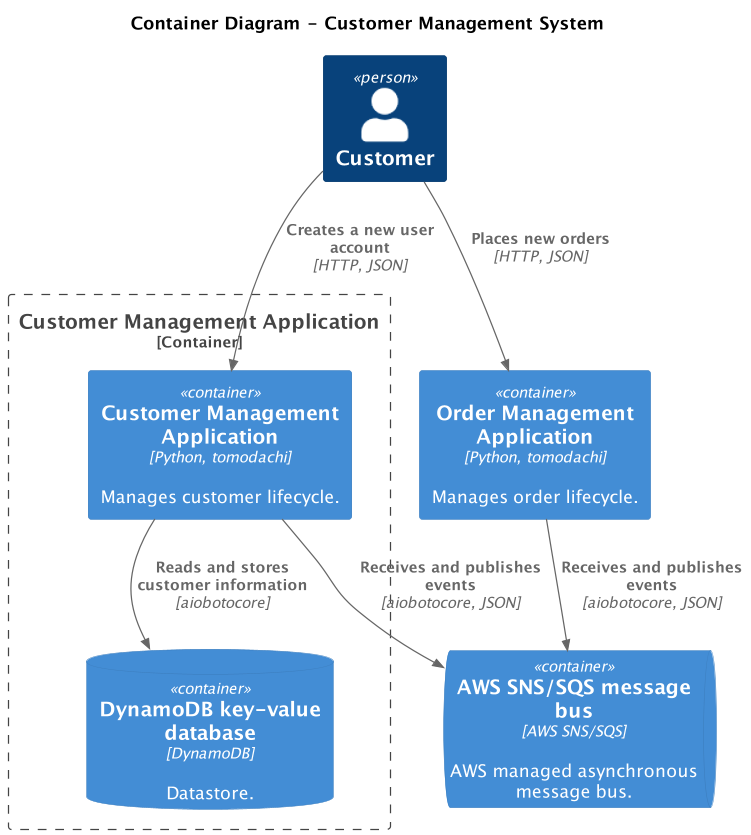 Container Diagram - Customer Management System
«person»
Customer
Creates a new user
account
[HTTP, JSON]
Places new orders
[HTTP, JSON]
Customer Management Application
[Container]
«container»
Customer Management
Application
[Python, tomodachi]
Manages customer lifecycle.
«container»
Order Management
Application
[Python, tomodachi]
Manages order lifecycle.
Reads and stores
customer information
[aiobotocore]
Receives and publishes
events
[aiobotocore, JSON]
Receives and publishes
events
[aiobotocore, JSON]
«container»
DynamoDB key-value
database
[DynamoDB]
Datastore.
«container»
AWS SNS/SQS message
bus
[AWS SNS/SQS]
AWS managed asynchronous
message bus.